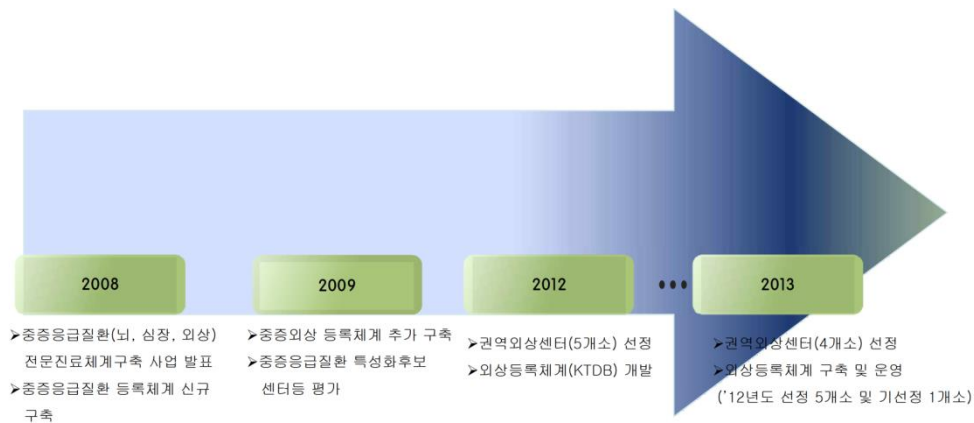 2008
➤중증응급질환(뇌, 심장, 외상)
전문진료체계구축 사업 발표
➤중증응급질환 등록체계 신규
구축
2009
➤중증외상 등록체계 추가 구축
➤중증응급질환 특성화후보
센터등 평가
2012
➤권역외상센터(5개소) 선정
➤외상등록체계(KTDB) 개발
•••
2013
➤권역외상센터(4개소) 선정
➤외상등록체계 구축 및 운영
('12년도 선정 5개소 및 기선정 1개소)